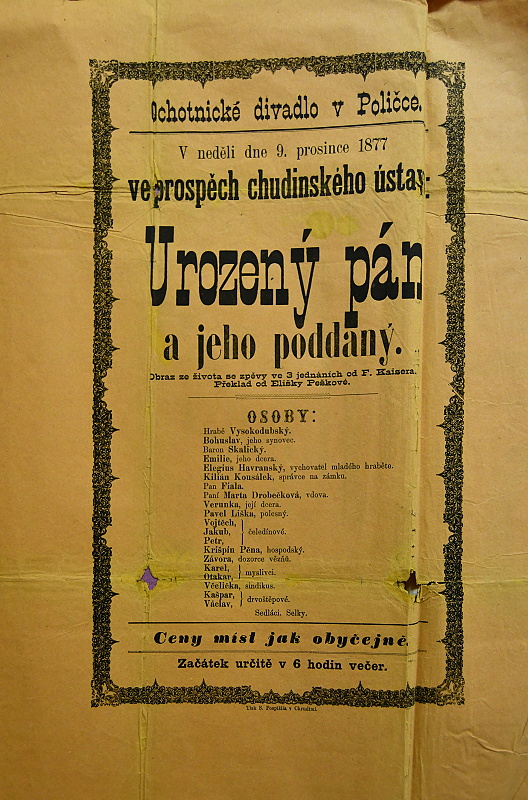 Ochotnické divadlo v Poličce.
V neděli dne 9. prosince 1877
ve prospěch chudinského ústavu:
Urozený pán
a jeho poddaný.
Obraz ze života se zpěvy ve 3 jednáních od F. Kaisera.
Překlad od Elišky Peškové.
OSOBY:
Hrabě Vysokodubský.
Bohuslav, jeho synovec.
Baron Skalický.
Emilie, jeho dcera.
Elegius Havranský, vychovatel mladého hraběte.
Kilian Kousálek, správce na zámku.
Pan Fiala.
Paní Marta Drobečková, vdova.
Verunka, její dcera.
Pavel Liška, polesný.
Vojtěch,
Jakub, } čeledínové.
Petr,
Krišpín Pěna, hospodský.
Závora, dozorce vězňů.
Karel,
Otakar, } myslivci.
Včelička, sindikus.
Kašpar,
Václav, } drvoštěpové.
Sedláci. Selky.
Ceny míst jak obyčejně.
Začátek určitě v 6 hodin večer.
Tisk S. Pospíšila v Chrudimi.